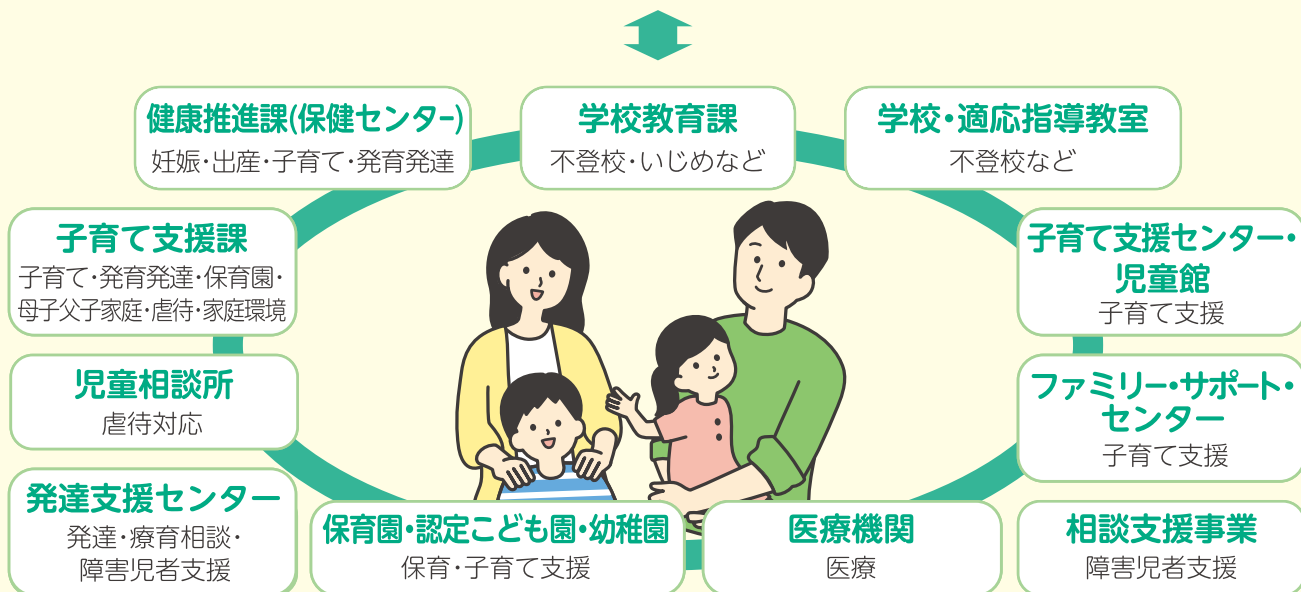 健康推進課(保健センター)
妊娠・出産・子育て・発育発達
学校教育課
不登校・いじめなど
学校・適応指導教室
不登校など
子育て支援課
子育て・発育発達・保育園・
母子父子家庭・虐待・家庭環境
子育て支援センター・
児童館
子育て支援
児童相談所
虐待対応
ファミリー・サポート・
センター
子育て支援
発達支援センター
発達・療育相談・
障害児者支援
保育園・認定こども園・幼稚園
保育・子育て支援
医療機関
医療
相談支援事業
障害児者支援